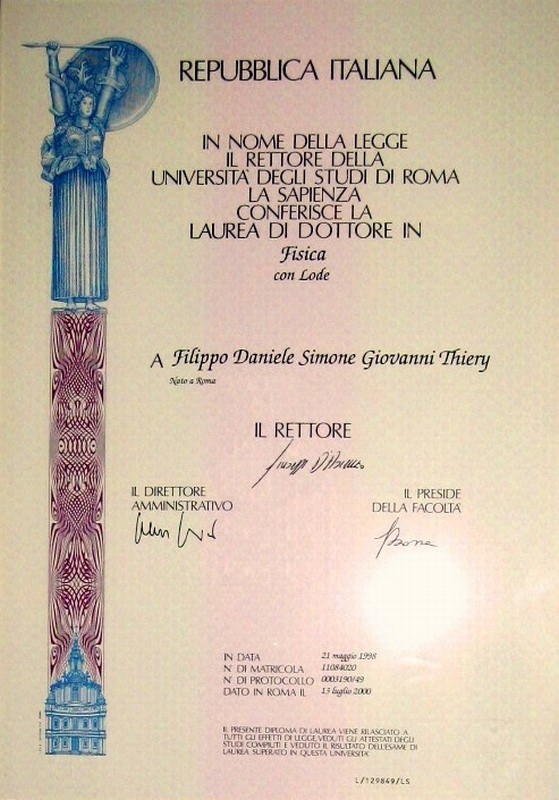 REPUBBLICA ITALIANA
IN NOME DELLA LEGGE
IL RETTORE DELLA
UNIVERSITA' DEGLI STUDI DI ROMA
LA SAPIENZA
CONFERISCE LA
LAUREA DI DOTTORE IN
Fisica
con Lode
A Filippo Daniele Simone Giovanni Thiery
Nato a Roma
IL RETTORE
IL DIRETTORE
AMMINISTRATIVO
IL PRESIDE
DELLA FACOLTA'
IN DATA 21 maggio 1998
N° DI MATRICOLA 11084020
N° DI PROTOCOLLO 0003190/49
DATO IN ROMA IL 13 luglio 2000
IL PRESENTE DIPLOMA DI LAUREA VIENE RILASCIATO A
TUTTI GLI EFFETTI DI LEGGE, VEDUTI GLI ATTESTATI DEGLI
STUDI COMPIUTI E VEDUTO IL RISULTATO DELL'ESAME DI
LAUREA SUPERATO IN QUESTA UNIVERSITA'
L/129849/LS